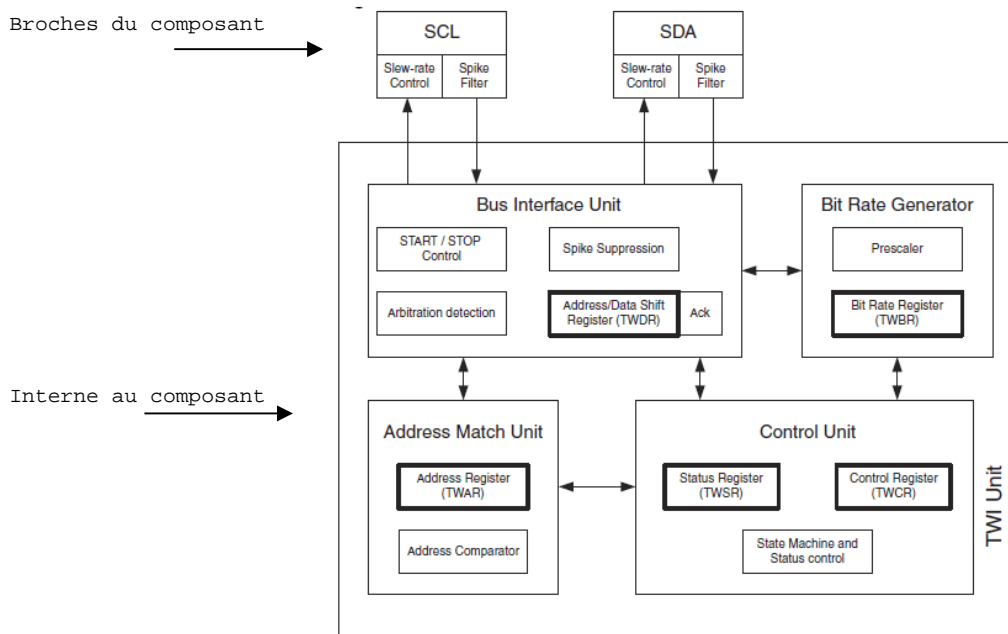 Broches du composant
SCL
SDA
Slew-rate
Control
Spike
Filter
Slew-rate
Control
Spike
Filter
Bus Interface Unit
START / STOP
Control
Spike Suppression
Arbitration detection
Address/Data Shift
Register (TWDR)
Ack
Bit Rate Generator
Prescaler
Bit Rate Register
(TWBR)
Interne au composant
Address Match Unit
Address Register
(TWAR)
Address Comparator
Control Unit
Status Register
(TWSR)
Control Register
(TWCR)
State Machine and
Status control
TWI Unit